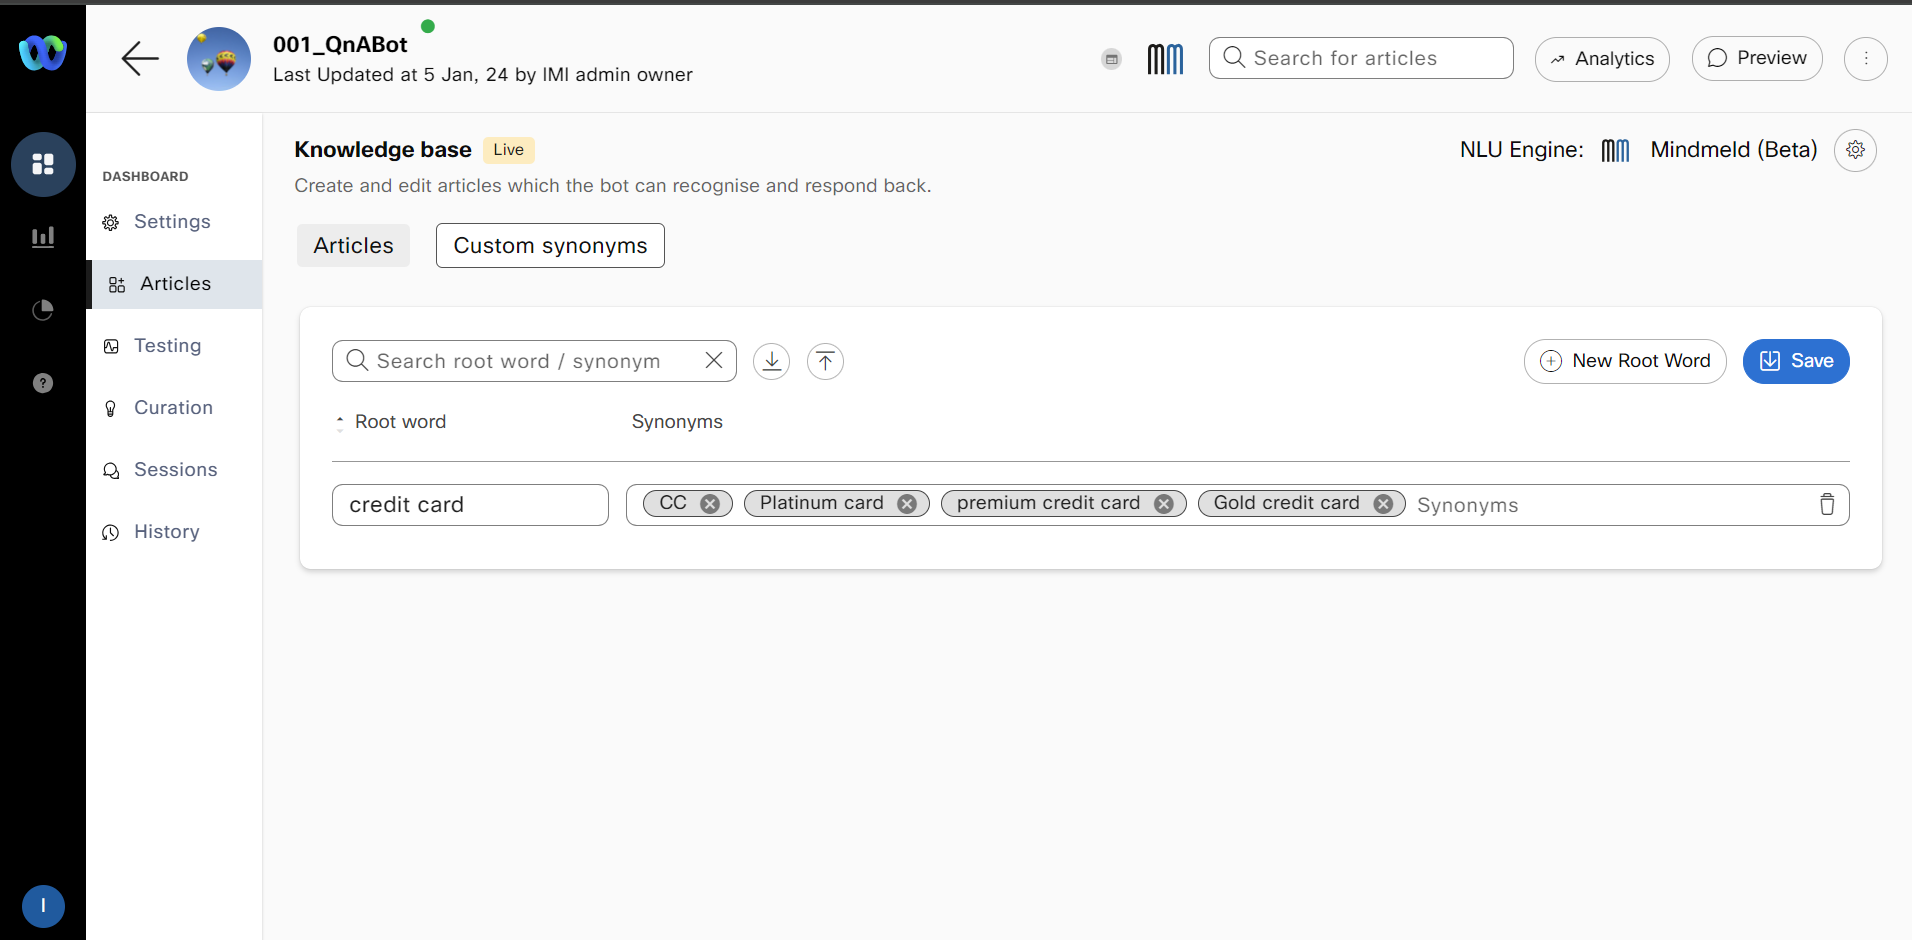 001_QnABot
Last Updated at 5 Jan, 24 by IMI admin owner
Search for articles
Analytics
Preview
DASHBOARD
Settings
Articles
Testing
Curation
Sessions
History
Knowledge base
Live
Create and edit articles which the bot can recognise and respond back.
NLU Engine:
Mindmeld (Beta)
Articles
Custom synonyms
Search root word / synonym
New Root Word
Save
Root word
Synonyms
credit card
CC
Platinum card
premium credit card
Gold credit card
Synonyms
?
I